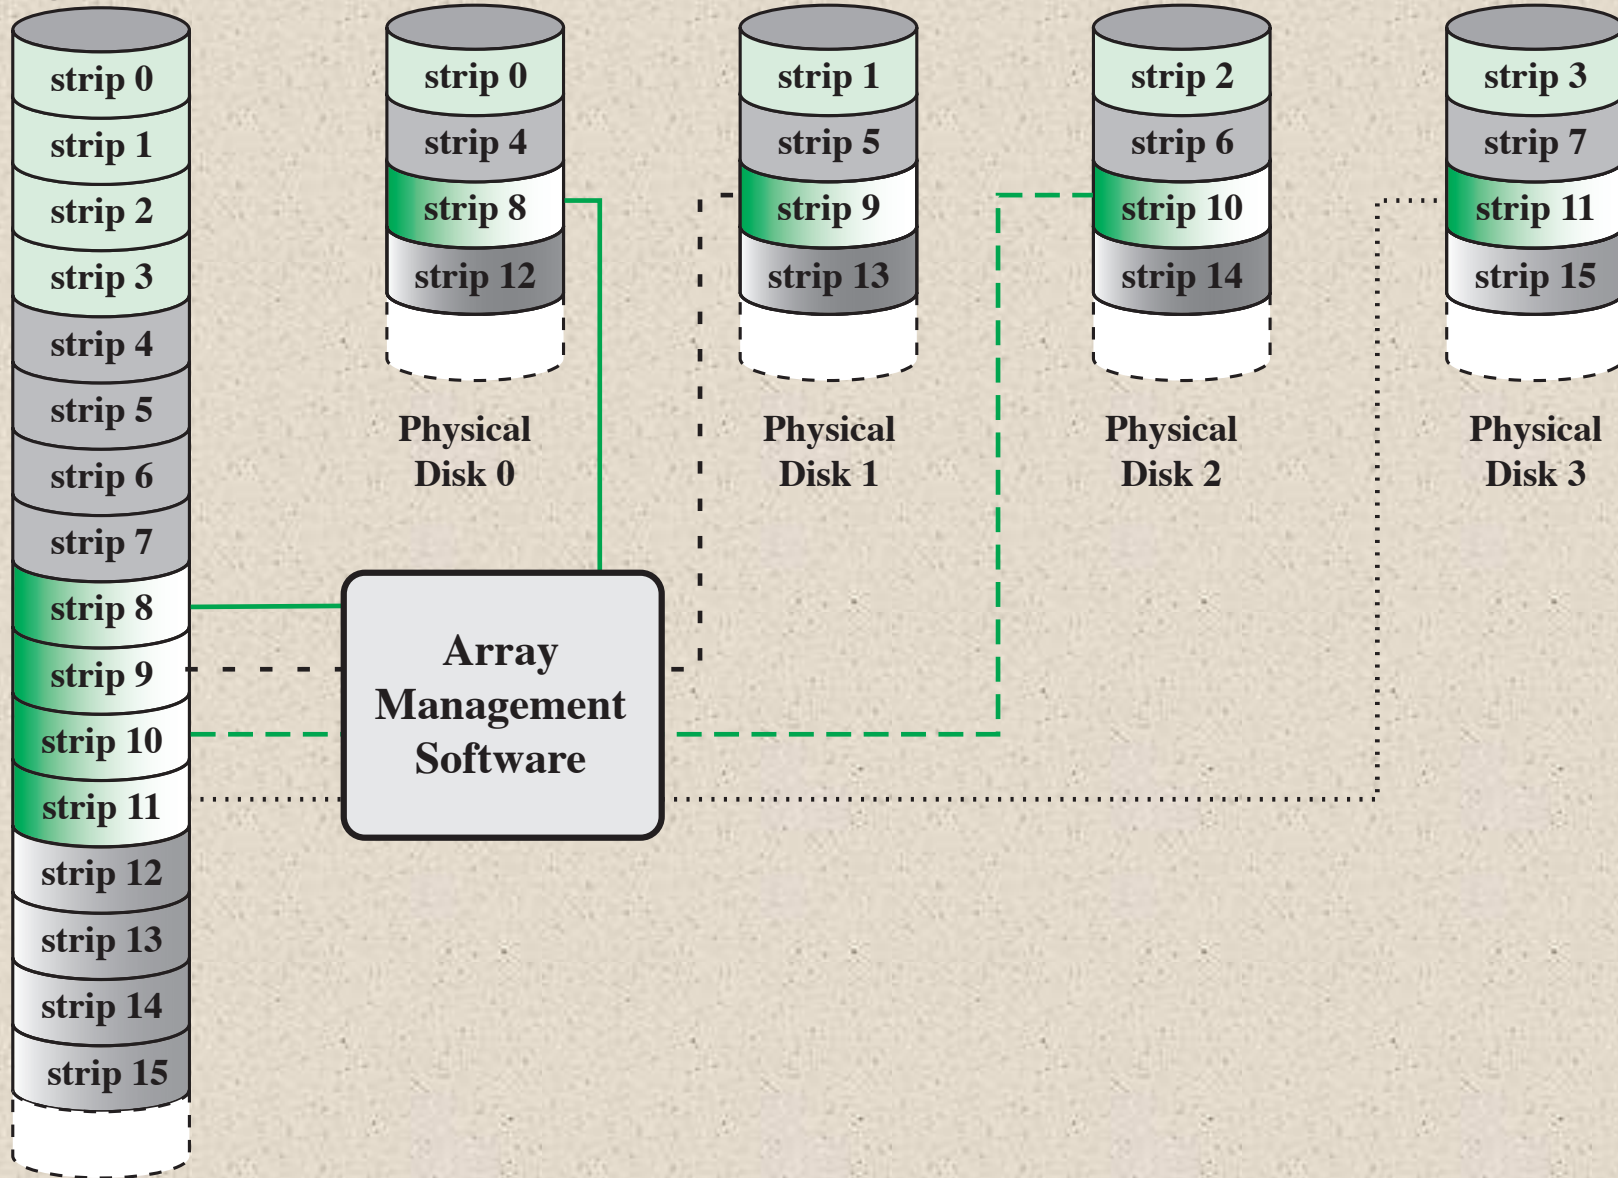 strip 0
strip 1
strip 2
strip 3
strip 4
strip 5
strip 6
strip 7
strip 8
strip 9
strip 10
strip 11
strip 12
strip 13
strip 14
strip 15
strip 0
strip 4
strip 8
strip 12
Physical
Disk 0
strip 1
strip 5
strip 9
strip 13
Physical
Disk 1
strip 2
strip 6
strip 10
strip 14
Physical
Disk 2
strip 3
strip 7
strip 11
strip 15
Physical
Disk 3
Array
Management
Software